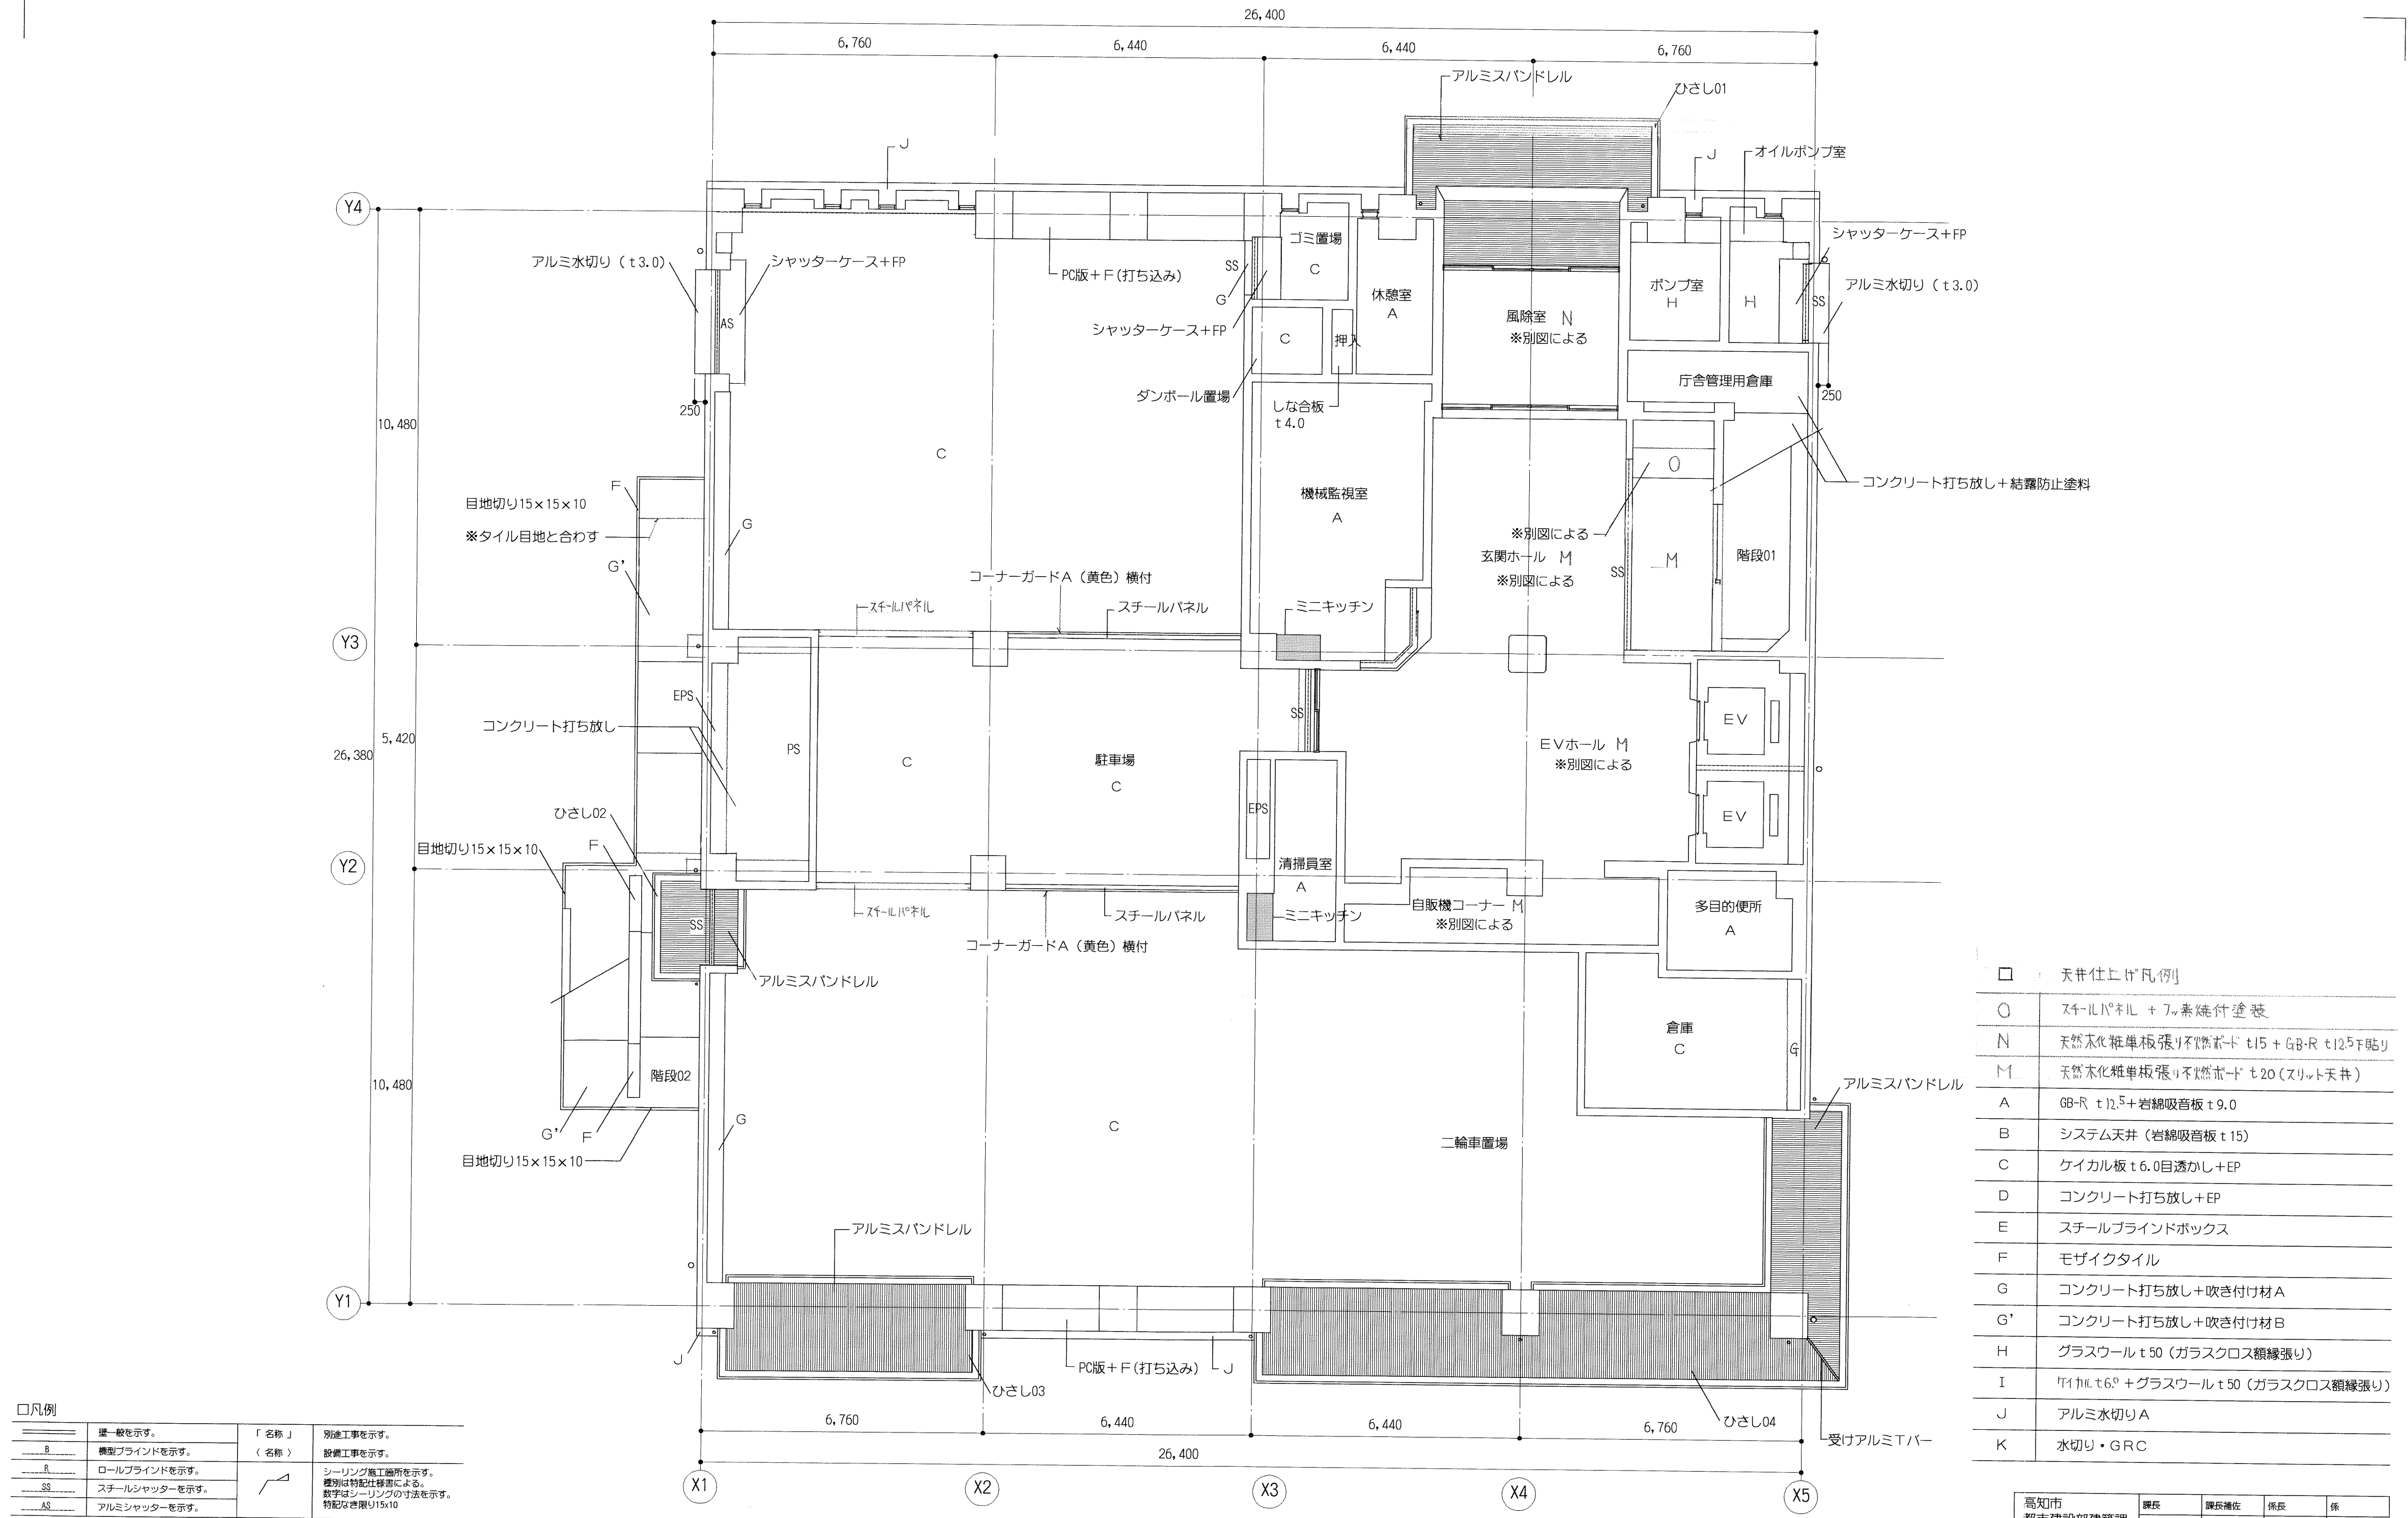 26,400
6,760
6,440
6,440
6,760
アルミスパンドレル
ひさし01
J
J
オイルポンプ室
Y4
シャッターケース+FP
アルミ水切り（t3.0）
シャッターケース+FP
AS
PC版+F(打ち込み)
SS
G
ゴミ置場
C
休憩室
A
風除室 N
※別図による
ポンプ室
H
H
SS
アルミ水切り（t3.0）
シャッターケース+FP
C
押入
ダンボール置場
しな合板
t4.0
庁舎管理用倉庫
250
250
10,480
C
F
目地切り15×15×10
※タイル目地と合わす
G'
G
機械監視室
A
O
コンクリート打ち放し+結露防止塗料
※別図による
玄関ホール M
※別図による
SS
M
階段01
コーナーガードA（黄色）横付
スチールパネル
スチールパネル
ミニキッチン
Y3
EPS
コンクリート打ち放し
PS
SS
EV
5,420
26,380
C
駐車場
C
EVホール M
※別図による
EPS
EV
ひさし02
目地切り15×15×10
F
Y2
清掃員室
A
SS
スチールパネル
スチールパネル
ミニキッチン
コーナーガードA（黄色）横付
自販機コーナー M
※別図による
多目的便所
A
アルミスパンドレル
倉庫
C
G
10,480
階段02
G'
F
目地切り15×15×10
G
C
二輪車置場
アルミスパンドレル
アルミスパンドレル
Y1
J
PC版+F(打ち込み)
J
ひさし03
ひさし04
受けアルミTバー
6,760
6,440
6,440
6,760
26,400
X1
X2
X3
X4
X5
□ 天井仕上げ凡例
O スチールパネル + フッ素焼付塗装
N 天然木化粧単板張り不燃ボード t15 + GB-R t12.5下貼り
M 天然木化粧単板張り不燃ボード t20(スリット天井)
A GB-R t12.5+岩綿吸音板t9.0
B システム天井（岩綿吸音板t15）
C ケイカル板t6.0目透かし+EP
D コンクリート打ち放し+EP
E スチールブラインドボックス
F モザイクタイル
G コンクリート打ち放し+吹き付け材A
G' コンクリート打ち放し+吹き付け材B
H グラスウールt50（ガラスクロス額縁張り）
I ケイカルt6.0+グラスウールt50（ガラスクロス額縁張り）
J アルミ水切りA
K 水切り・GRC
□凡例
壁一般を示す。
B 横型ブラインドを示す。
R ロールブラインドを示す。
SS スチールシャッターを示す。
AS アルミシャッターを示す。
「 名称 」 別途工事を示す。
（ 名称 ） 設備工事を示す。
シーリング施工箇所を示す。
種別は特記仕様書による。
数字はシーリングの寸法を示す。
特記なき限り15x10
高知市
都市建設部建築課
課長 課長補佐 係長 係